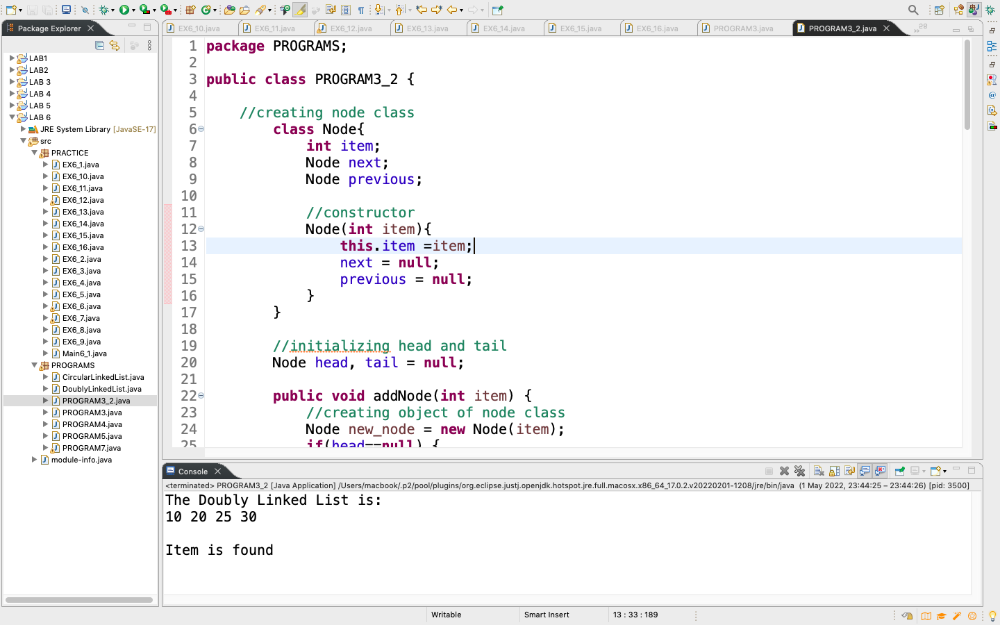 Package Explorer
LAB1
LAB2
LAB 3
LAB 4
LAB 5
LAB 6
JRE System Library [JavaSE-17]
src
PRACTICE
EX6_1.java
EX6_10.java
EX6_11.java
EX6_12.java
EX6_13.java
EX6_14.java
EX6_15.java
EX6_16.java
EX6_2.java
EX6_3.java
EX6_4.java
EX6_5.java
EX6_6.java
EX6_7.java
EX6_8.java
EX6_9.java
Main6_1.java
PROGRAMS
CircularLinkedList.java
DoublyLinkedList.java
PROGRAM3_2.java
PROGRAM3.java
PROGRAM4.java
PROGRAM5.java
PROGRAM7.java
module-info.java
EX6_10.java EX6_11.java EX6_12.java EX6_13.java EX6_14.java EX6_15.java EX6_16.java PROGRAM3.java PROGRAM3_2.java »28
1 package PROGRAMS;
2
3 public class PROGRAM3_2 {
4
5 //creating node class
6 class Node{
7 int item;
8 Node next;
9 Node previous;
10
11 //constructor
12 Node(int item){
13 this.item =item;
14 next = null;
15 previous = null;
16 }
17 }
18
19 //initializing head and tail
20 Node head, tail = null;
21
22 public void addNode(int item) {
23 //creating object of node class
24 Node new_node = new Node(item);
25 if(head==null) {
Console
<terminated> PROGRAM3_2 [Java Application] /Users/macbook/.p2/pool/plugins/org.eclipse.justj.openjdk.hotspot.jre.full.macosx.x86_64_17.0.2.v20220201-1208/jre/bin/java (1 May 2022, 23:44:25 – 23:44:26) [pid: 3500]
The Doubly Linked List is:
10 20 25 30
Item is found
Writable Smart Insert 13 : 33 : 189